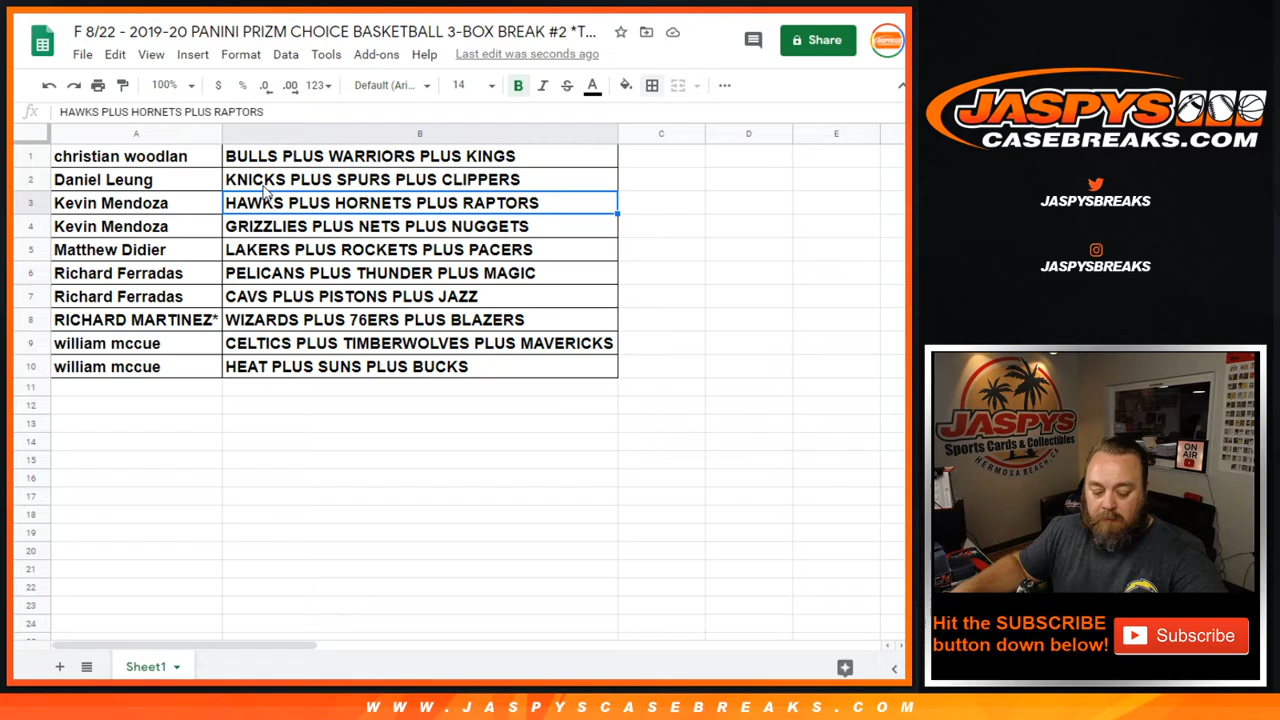 F 8/22 - 2019-20 PANINI PRIZM CHOICE BASKETBALL 3-BOX BREAK #2 *T...
File Edit View Insert Format Data Tools Add-ons Help Last edit was seconds ago
Share
100% $ % .0 .00 123 Default (Ari... 14 B I S A
fx HAWKS PLUS HORNETS PLUS RAPTORS
A B C D E
1 christian woodlan BULLS PLUS WARRIORS PLUS KINGS
2 Daniel Leung KNICKS PLUS SPURS PLUS CLIPPERS
3 Kevin Mendoza HAWKS PLUS HORNETS PLUS RAPTORS
4 Kevin Mendoza GRIZZLIES PLUS NETS PLUS NUGGETS
5 Matthew Didier LAKERS PLUS ROCKETS PLUS PACERS
6 Richard Ferradas PELICANS PLUS THUNDER PLUS MAGIC
7 Richard Ferradas CAVS PLUS PISTONS PLUS JAZZ
8 RICHARD MARTINEZ* WIZARDS PLUS 76ERS PLUS BLAZERS
9 william mccue CELTICS PLUS TIMBERWOLVES PLUS MAVERICKS
10 william mccue HEAT PLUS SUNS PLUS BUCKS
11
12
13
14
15
16
17
18
19
20
21
22
23
24
Sheet1
JASPYS
CASEBREAKS.COM
JASPYSBREAKS
JASPYSBREAKS
JASPYS
Sports Cards & Collectibles
HERMOSA BEACH, CA
ON
AIR
Hit the SUBSCRIBE
button down below!
Subscribe
WWW.JASPYSCASEBREAKS.COM